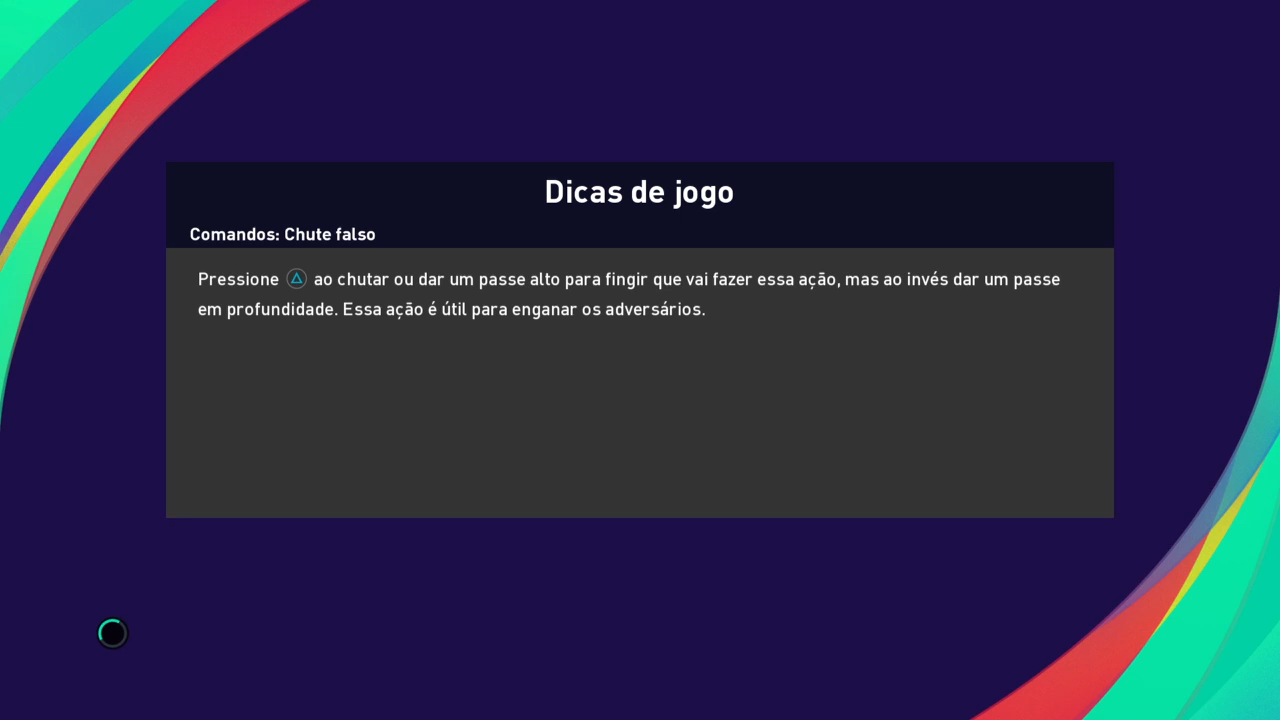 Dicas de jogo
Comandos: Chute falso
Pressione △ ao chutar ou dar um passe alto para fingir que vai fazer essa ação, mas ao invés dar um passe
em profundidade. Essa ação é útil para enganar os adversários.